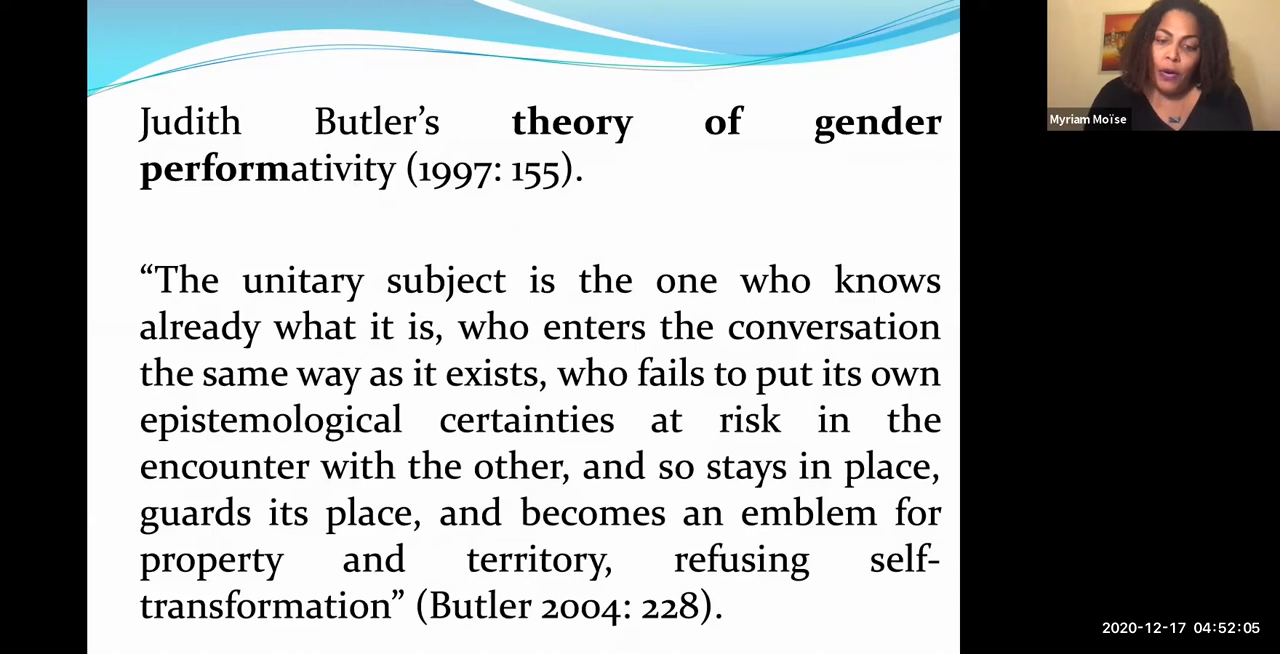 Judith Butler’s theory of gender
performativity (1997: 155).
“The unitary subject is the one who knows
already what it is, who enters the conversation
the same way as it exists, who fails to put its own
epistemological certainties at risk in the
encounter with the other, and so stays in place,
guards its place, and becomes an emblem for
property and territory, refusing self-
transformation” (Butler 2004: 228).
Myriam Moïse
2020-12-17 04:52:05